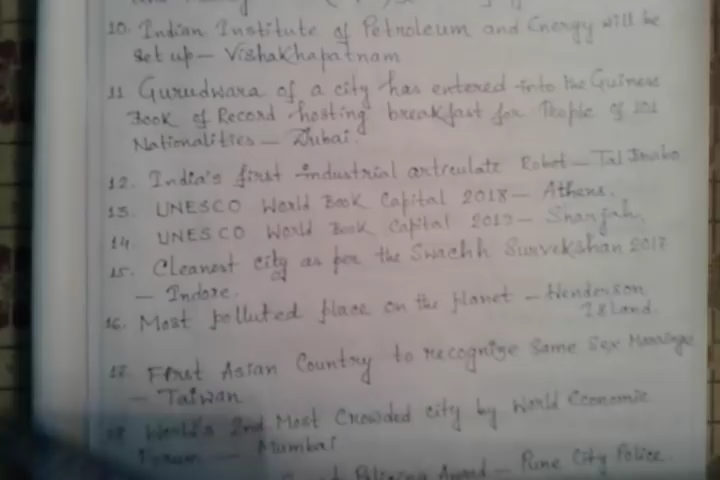 10. Indian Institute of Petroleum and Energy will be
set up — Vishakhapatnam
11 Gurudwara of a city has entered into the Guiness
Book of Record hosting breakfast for People of 101
Nationalities — Dubai.
12. India's first industrial articulate Robot — Tal Brabo
13. UNESCO World Book Capital 2018 — Athens.
14 UNESCO World Book Capital 2019 — Sharjah.
15. Cleanest city as per the Swachh Survekshan 2017
— Indore.
16. Most polluted place on the planet — Henderson
Island.
17. First Asian Country to recognize Same Sex Marriage
— Taiwan
18 World's 2nd Most Crowded city by World Economic
Forum — Mumbai
Policing Award — Pune City Police.